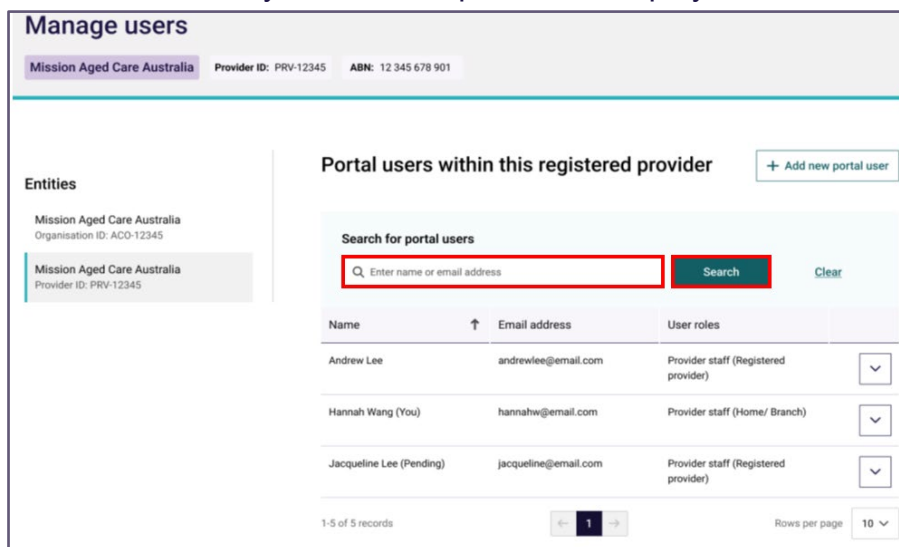 Manage users
Mission Aged Care Australia Provider ID: PRV-12345 ABN: 12 345 678 901
Entities
Mission Aged Care Australia
Organisation ID: ACO-12345
Mission Aged Care Australia
Provider ID: PRV-12345
Portal users within this registered provider
+ Add new portal user
Search for portal users
Enter name or email address Search Clear
Name Email address User roles
Andrew Lee andrewlee@email.com Provider staff (Registered
provider)
Hannah Wang (You) hannahw@email.com Provider staff (Home/ Branch)
Jacqueline Lee (Pending) jacqueline@email.com Provider staff (Registered
provider)
1-5 of 5 records ← 1 → Rows per page 10